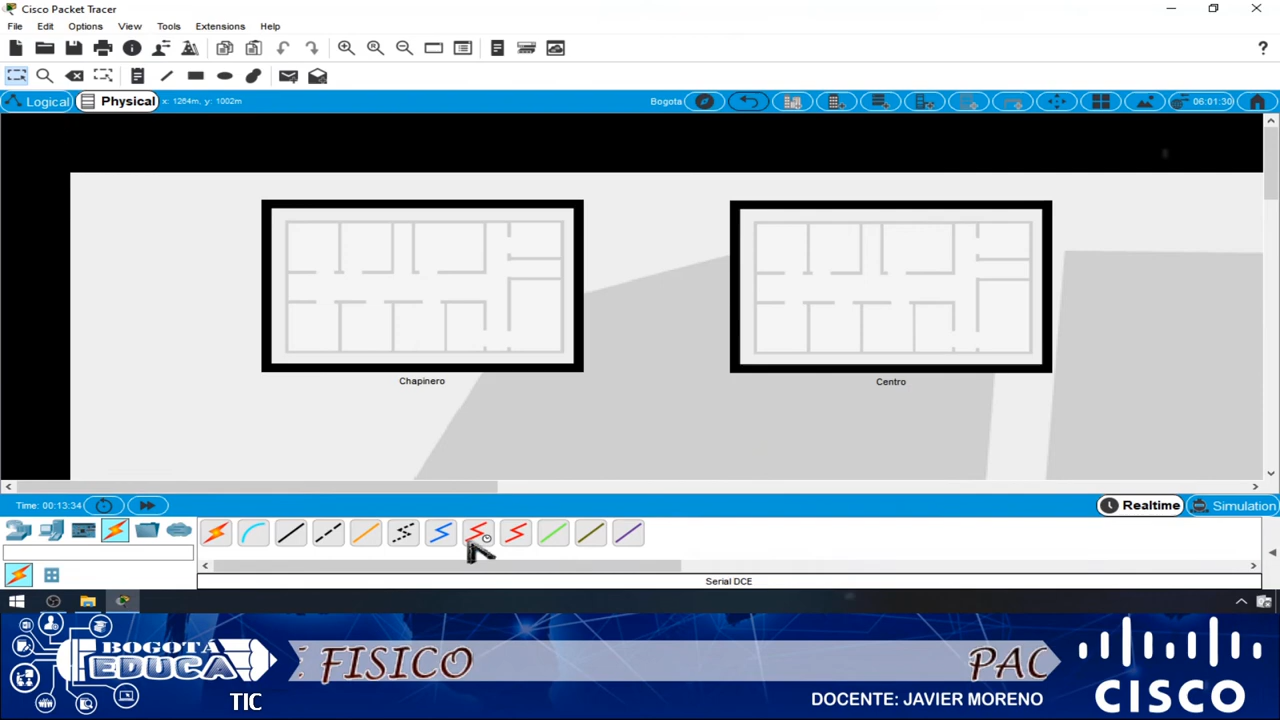 Cisco Packet Tracer
File Edit Options View Tools Extensions Help
?
Logical Physical x: 1264m, y: 1002m Bogota 06:01:30
Chapinero Centro
Time: 00:13:34 Realtime Simulation
Serial DCE
BOGOTÁ
EDUCA
TIC
: FISICO PAC
CISCO
DOCENTE: JAVIER MORENO